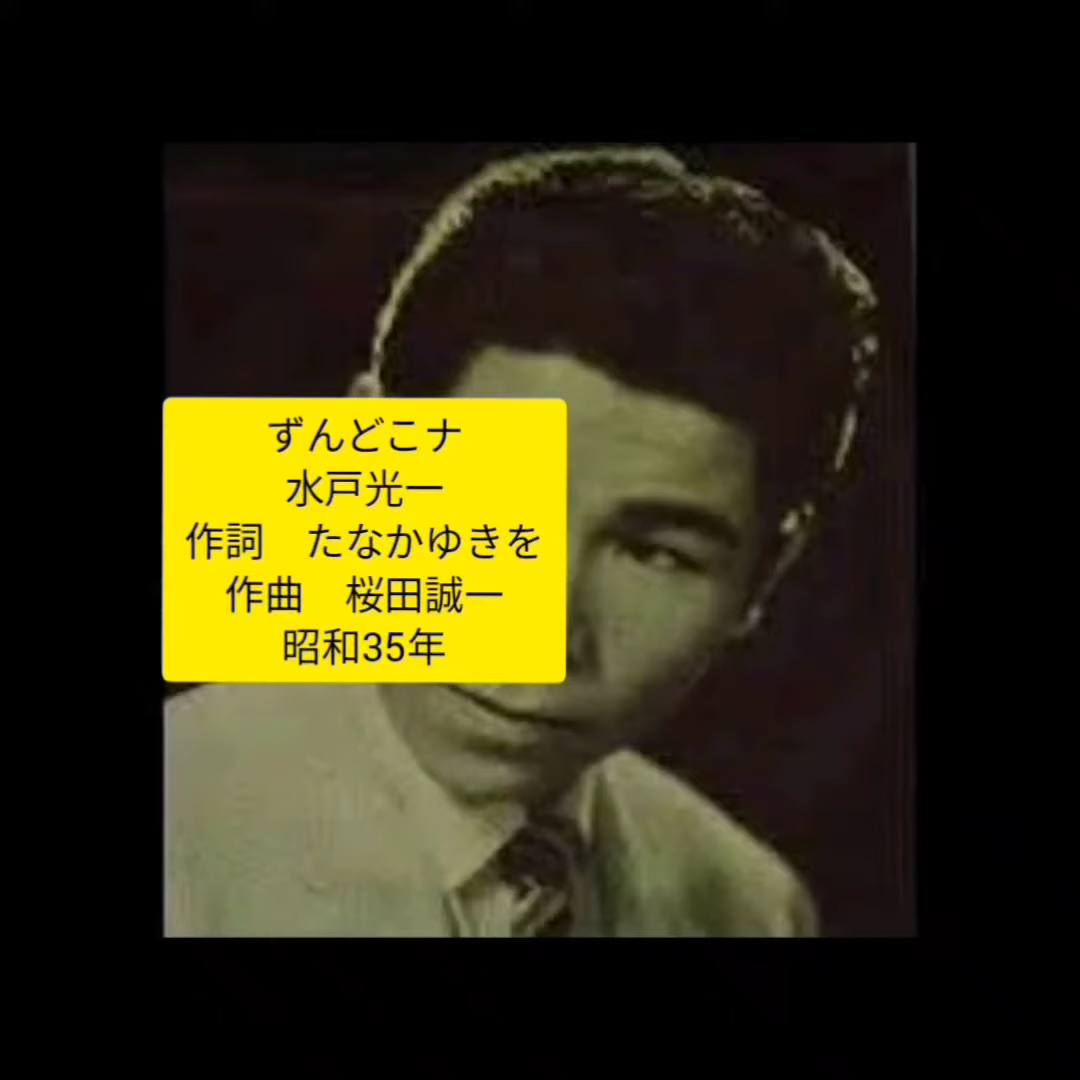 ずんどこナ
水戸光一
作詞　たなかゆきを
作曲　桜田誠一
昭和35年